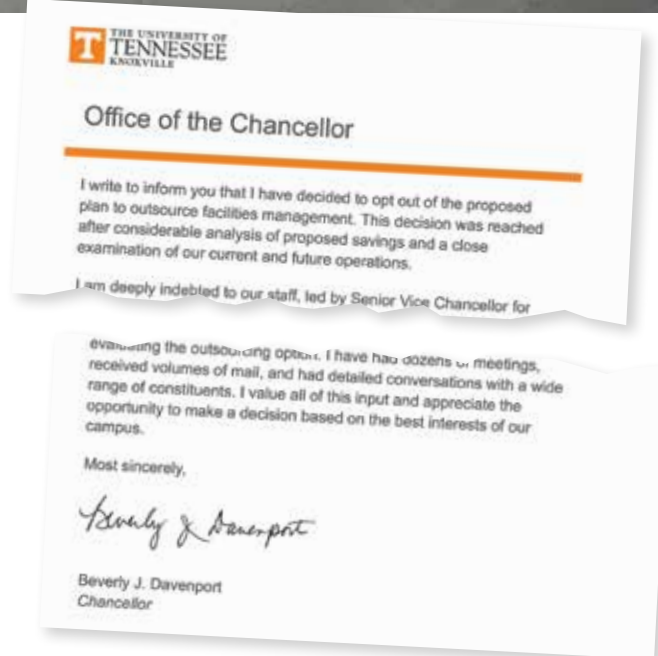 THE UNIVERSITY OF
TENNESSEE
KNOXVILLE
Office of the Chancellor
I write to inform you that I have decided to opt out of the proposed
plan to outsource facilities management. This decision was reached
after considerable analysis of proposed savings and a close
examination of our current and future operations.
I am deeply indebted to our staff, led by Senior Vice Chancellor for
evaluating the outsourcing option. I have had dozens of meetings,
received volumes of mail, and had detailed conversations with a wide
range of constituents. I value all of this input and appreciate the
opportunity to make a decision based on the best interests of our
campus.
Most sincerely,
Beverly J Davenport
Beverly J. Davenport
Chancellor